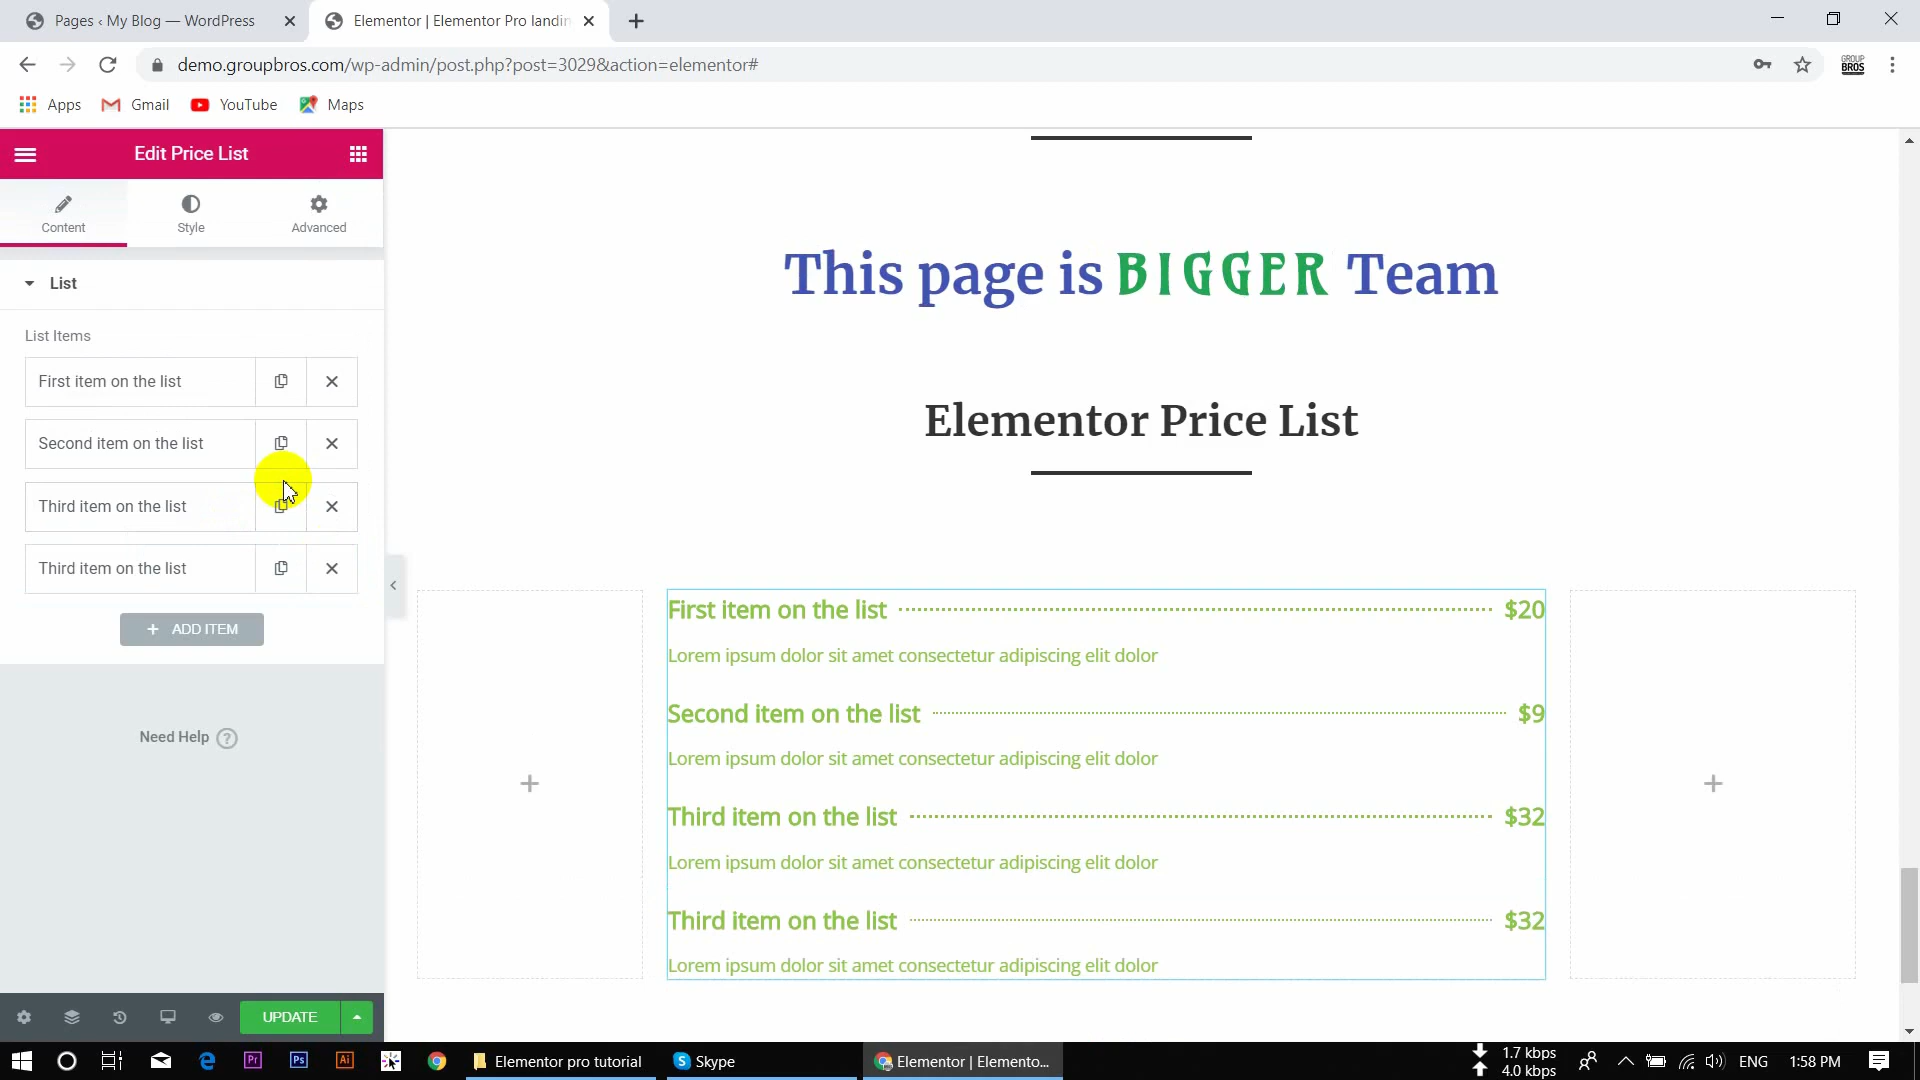 Pages ‹ My Blog — WordPress
Elementor | Elementor Pro landin
demo.groupbros.com/wp-admin/post.php?post=3029&action=elementor#
GROUP BROS
Apps
Gmail
YouTube
Maps
Edit Price List
Content
Style
Advanced
List
List Items
First item on the list
Second item on the list
Third item on the list
Third item on the list
+ ADD ITEM
Need Help ?
UPDATE
This page is BIGGER Team
Elementor Price List
First item on the list $20
Lorem ipsum dolor sit amet consectetur adipiscing elit dolor
Second item on the list $9
Lorem ipsum dolor sit amet consectetur adipiscing elit dolor
Third item on the list $32
Lorem ipsum dolor sit amet consectetur adipiscing elit dolor
Third item on the list $32
Lorem ipsum dolor sit amet consectetur adipiscing elit dolor
Pr
Ps
Ai
Elementor pro tutorial
Skype
Elementor | Elemento...
1.7 kbps
4.0 kbps
ENG
1:58 PM